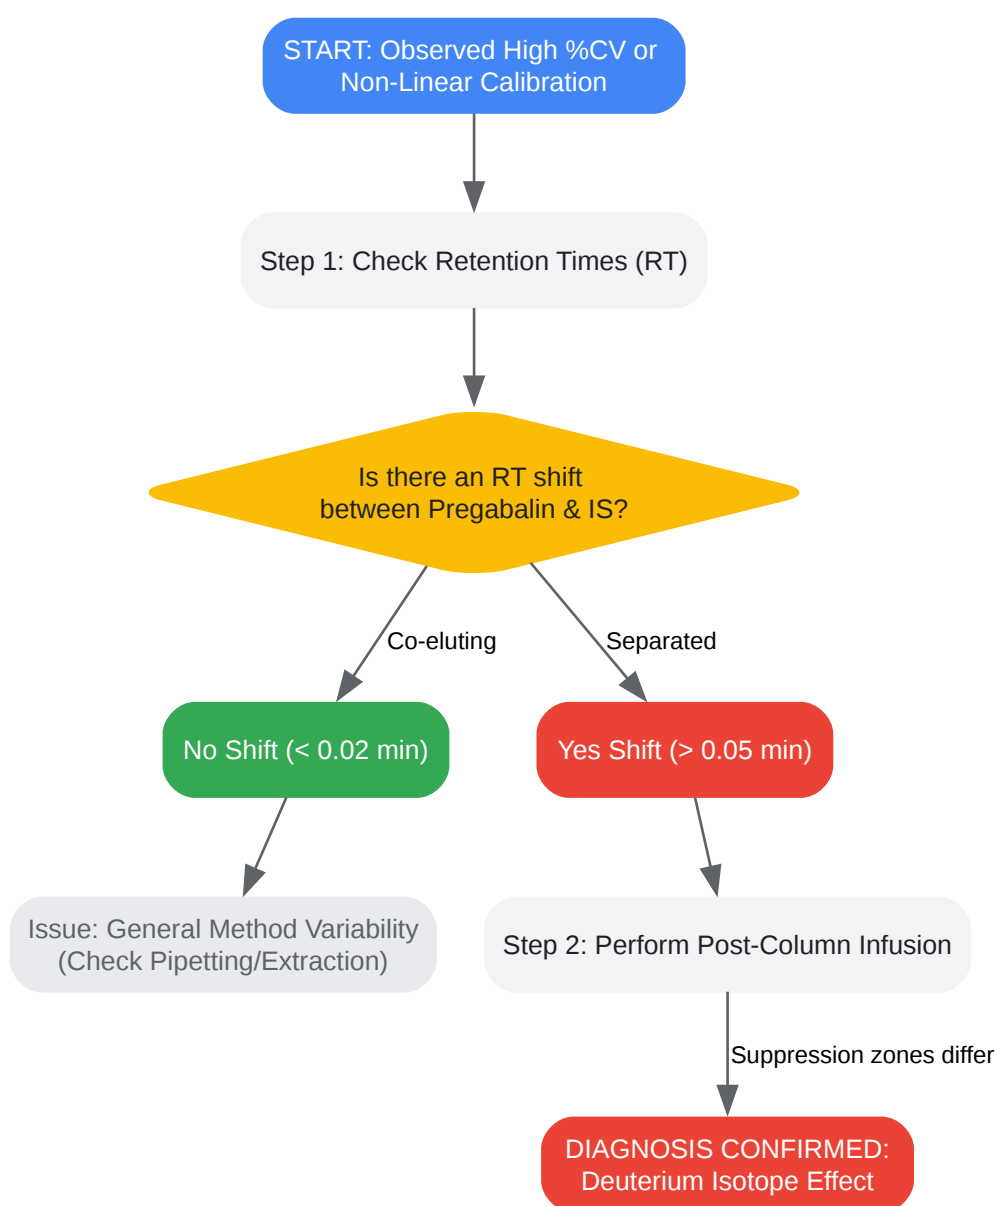 START: Observed High %CV or
Non-Linear Calibration
Step 1: Check Retention Times (RT)
Is there an RT shift
between Pregabalin & IS?
Co-eluting
Separated
No Shift (< 0.02 min)
Yes Shift (> 0.05 min)
Issue: General Method Variability
(Check Pipetting/Extraction)
Step 2: Perform Post-Column Infusion
Suppression zones differ
DIAGNOSIS CONFIRMED:
Deuterium Isotope Effect